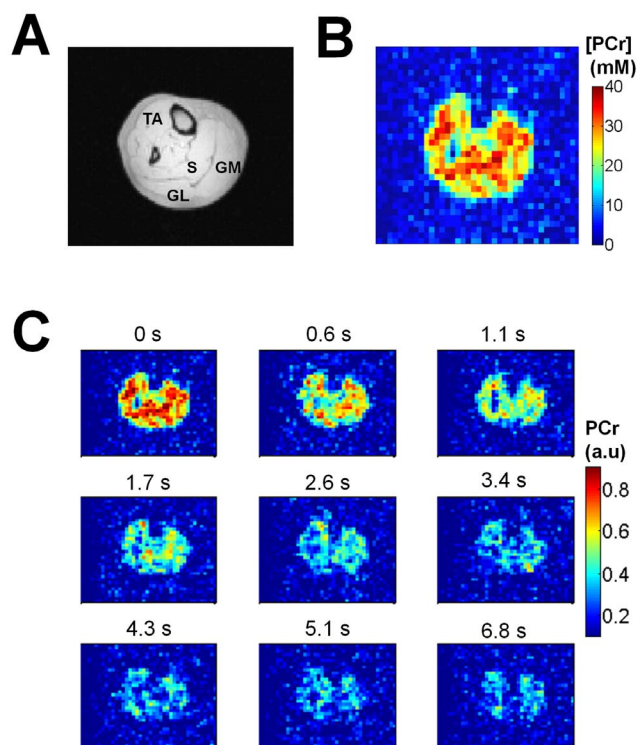 A
TA
S
GM
GL
B
[PCr]
(mM)
40
30
20
10
0
C
0 s
0.6 s
1.1 s
1.7 s
2.6 s
3.4 s
4.3 s
5.1 s
6.8 s
PCr
(a.u)
0.8
0.6
0.4
0.2